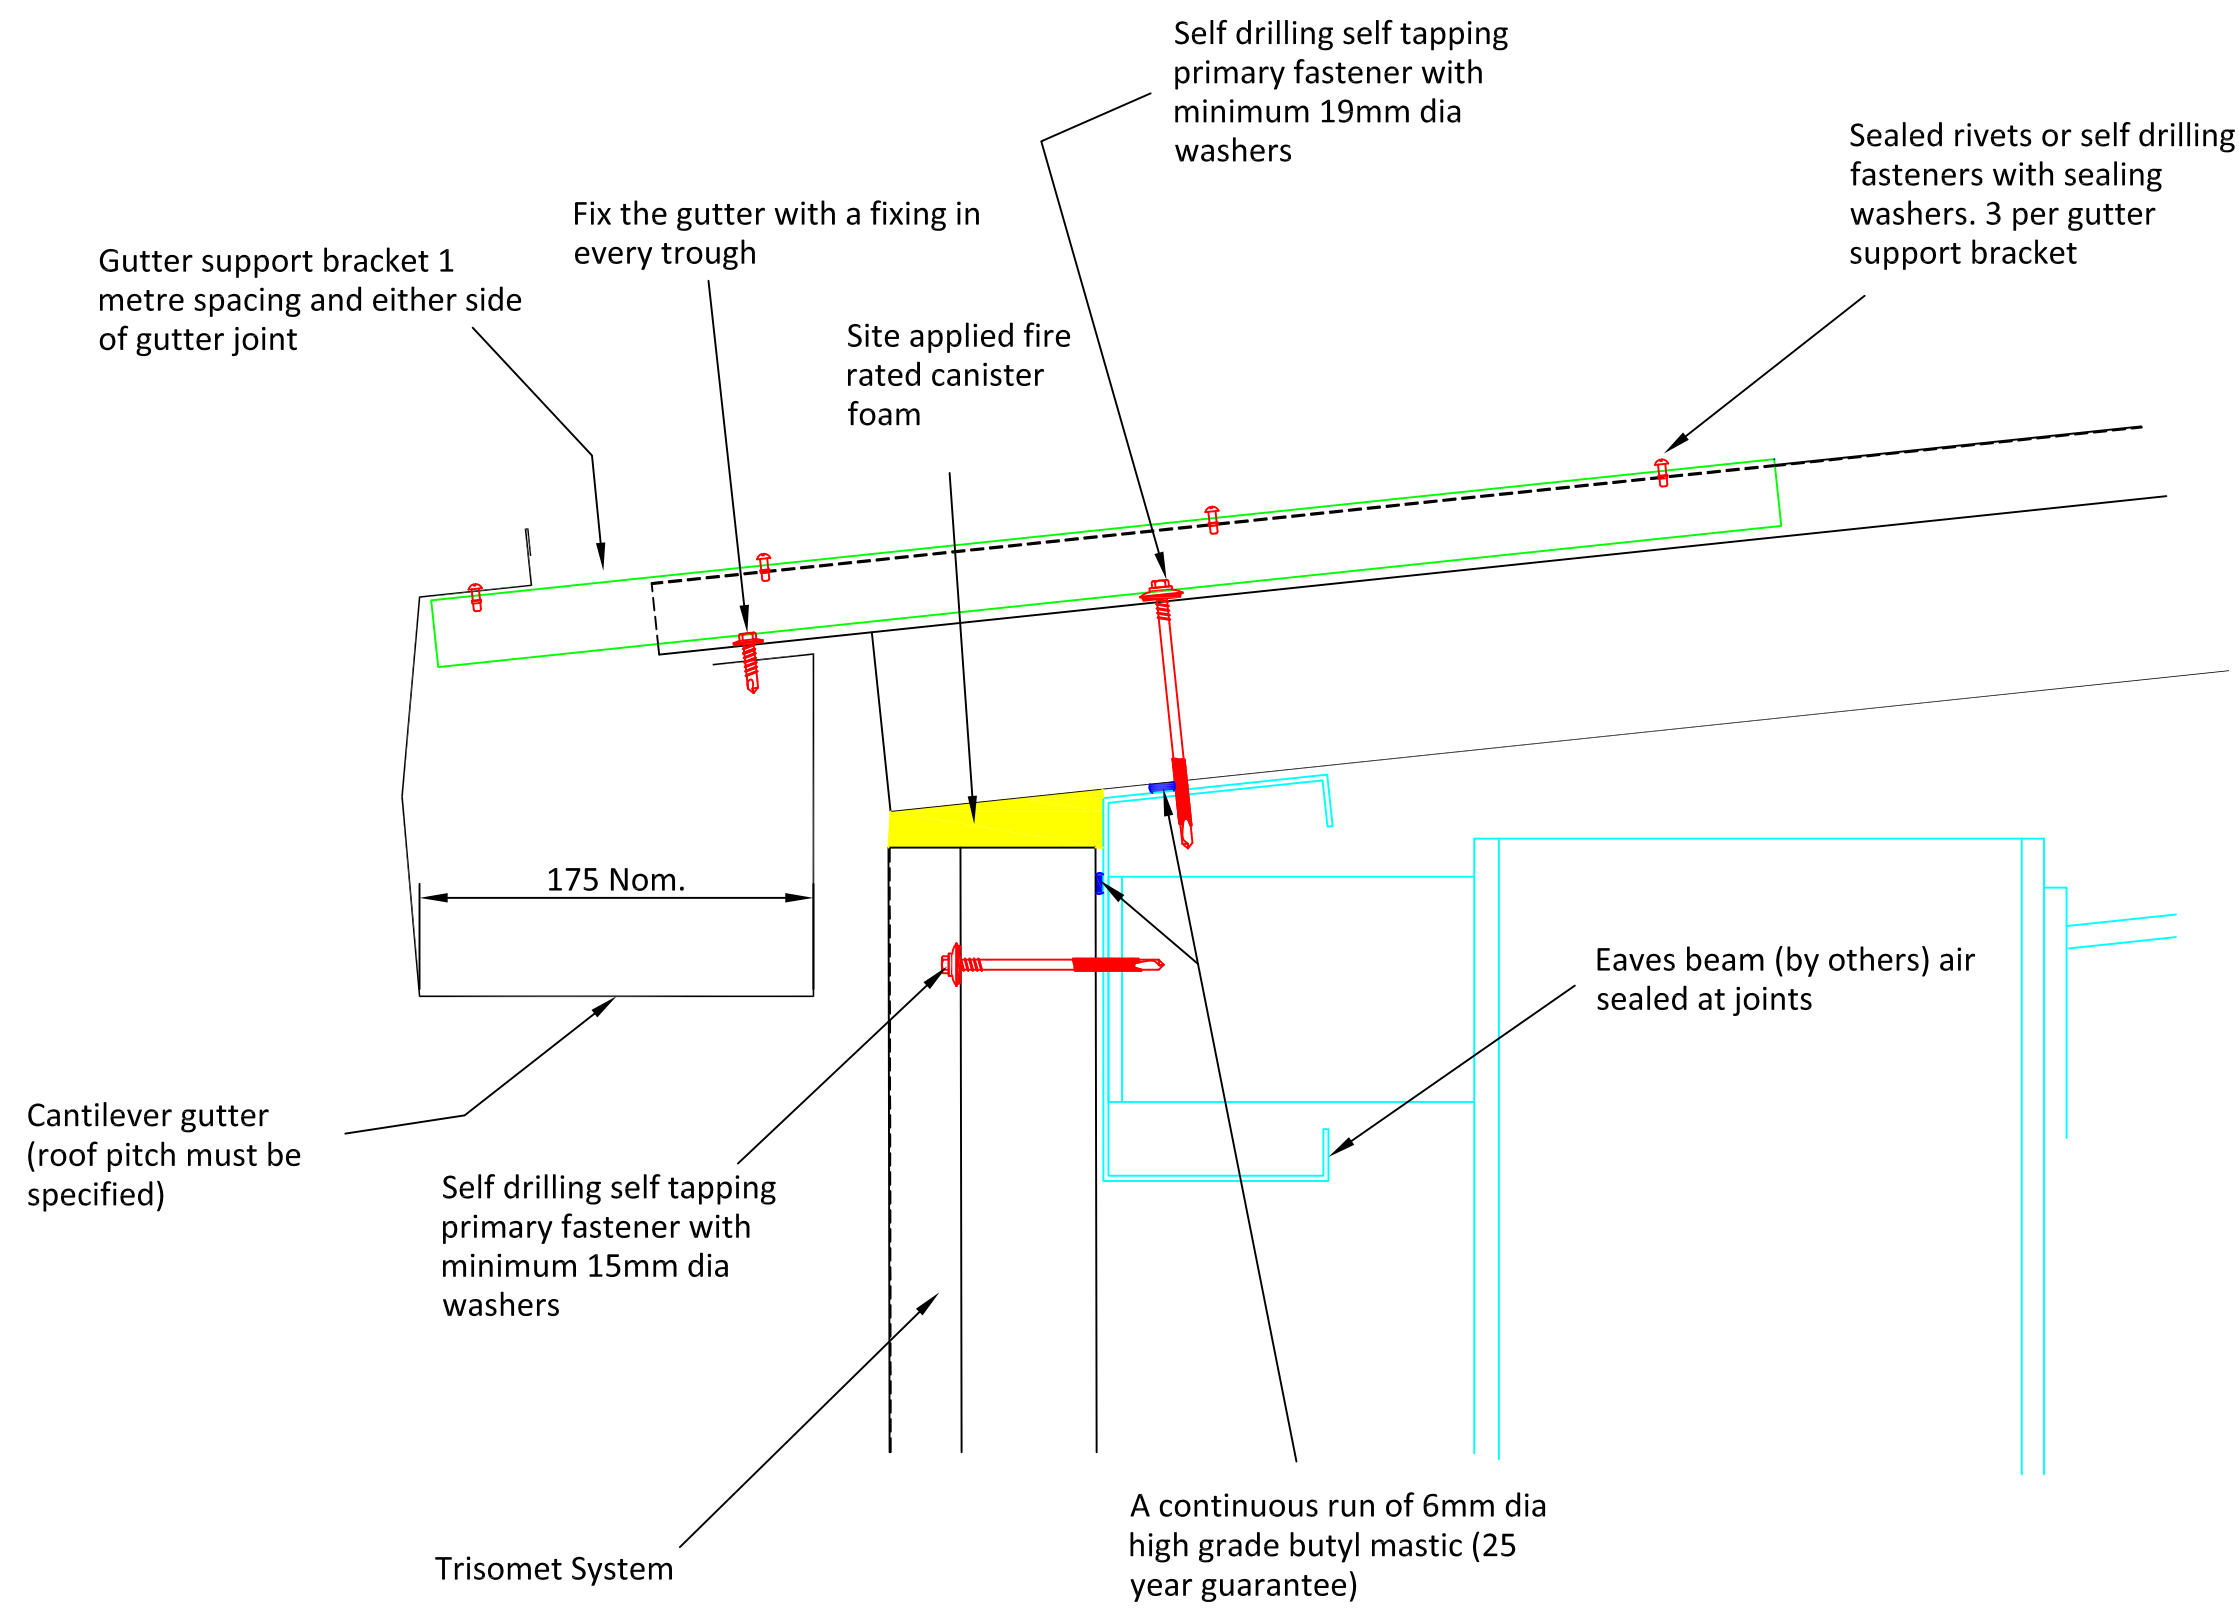 Self drilling self tapping
primary fastener with
minimum 19mm dia
washers
Sealed rivets or self drilling
fasteners with sealing
washers. 3 per gutter
support bracket
Fix the gutter with a fixing in
every trough
Gutter support bracket 1
metre spacing and either side
of gutter joint
Site applied fire
rated canister
foam
175 Nom.
Eaves beam (by others) air
sealed at joints
Cantilever gutter
(roof pitch must be
specified)
Self drilling self tapping
primary fastener with
minimum 15mm dia
washers
A continuous run of 6mm dia
high grade butyl mastic (25
year guarantee)
Trisomet System